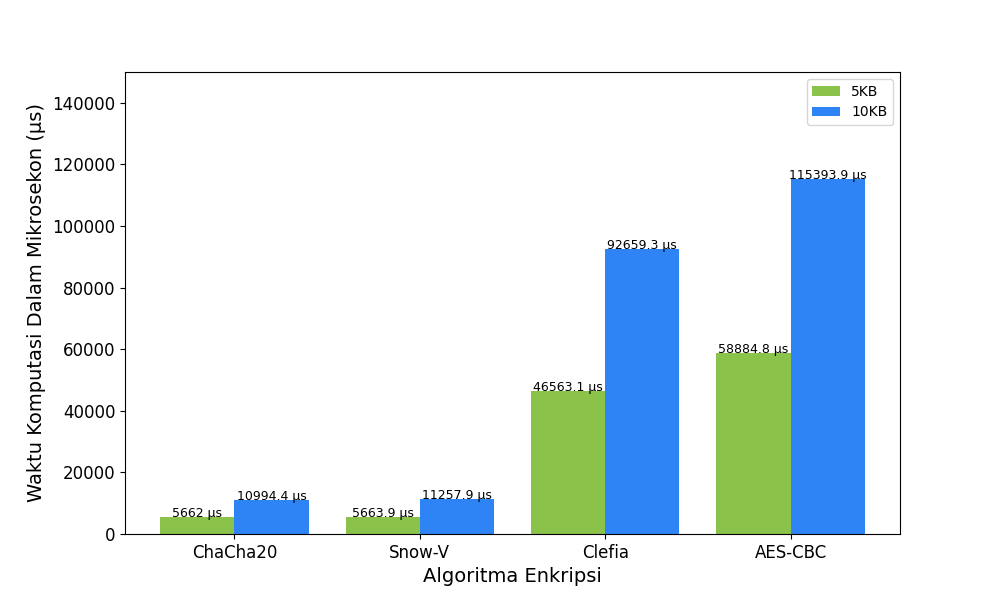 5KB
10KB
Waktu Komputasi Dalam Mikrosekon (μs)
140000
120000
100000
80000
60000
40000
20000
0
115393.9 μs
92659.3 μs
58884.8 μs
46563.1 μs
10994.4 μs
11257.9 μs
5662 μs
5663.9 μs
ChaCha20
Snow-V
Clefia
AES-CBC
Algoritma Enkripsi